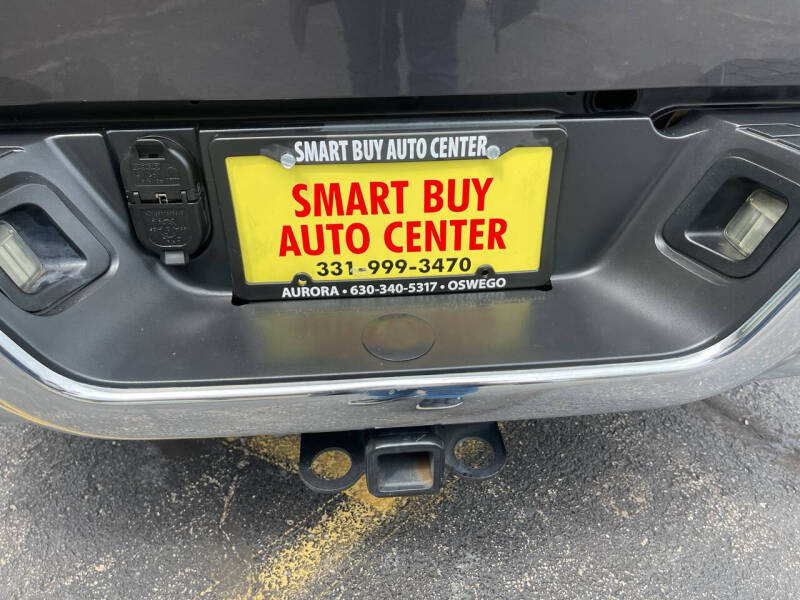 SMART BUY AUTO CENTER
SMART BUY
AUTO CENTER
331-999-3470
AURORA • 630-340-5317 • OSWEGO